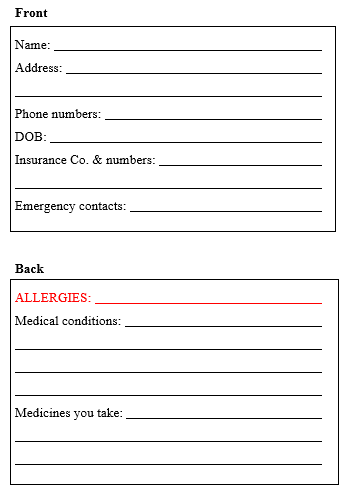 Front
Name:
Address:
Phone numbers:
DOB:
Insurance Co. & numbers:
Emergency contacts:
Back
ALLERGIES:
Medical conditions:
Medicines you take: